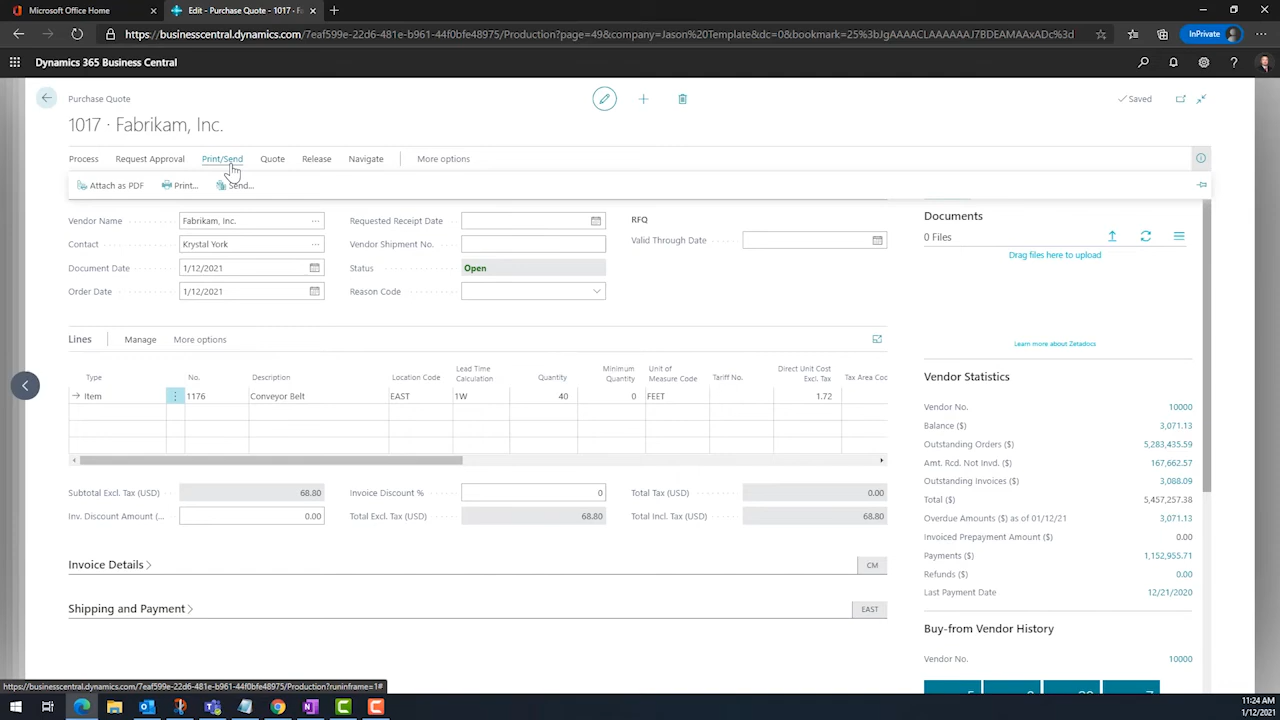 Microsoft Office Home
Edit - Purchase Quote - 1017 · Fa
https://businesscentral.dynamics.com/7eaf599e-22d6-481e-b961-44f0bfe48975/Production?page=49&company=Jason%20Template&dc=0&bookmark=25%3bJgAAAACLAAAAAJ7BDEAMAaxADc%3d
InPrivate
Dynamics 365 Business Central
Purchase Quote
Saved
1017 · Fabrikam, Inc.
Process
Request Approval
Print/Send
Quote
Release
Navigate
More options
Attach as PDF
Print...
Send...
Vendor Name
Fabrikam, Inc.
Requested Receipt Date
RFQ
Contact
Krystal York
Vendor Shipment No.
Valid Through Date
Document Date
1/12/2021
Status
Open
Order Date
1/12/2021
Reason Code
Lines
Manage
More options
Type
No.
Description
Location Code
Lead Time Calculation
Quantity
Minimum Quantity
Unit of Measure Code
Tariff No.
Direct Unit Cost Excl. Tax
Tax Area Coc
Item
1176
Conveyor Belt
EAST
1W
40
0
FEET
1.72
Subtotal Excl. Tax (USD)
68.80
Invoice Discount %
0
Total Tax (USD)
0.00
Inv. Discount Amount (...
0.00
Total Excl. Tax (USD)
68.80
Total Incl. Tax (USD)
68.80
Invoice Details
CM
Shipping and Payment
EAST
Documents
0 Files
Drag files here to upload
Learn more about Zetadocs
Vendor Statistics
Vendor No.
10000
Balance ($)
3,071.13
Outstanding Orders ($)
5,283,435.59
Amt. Rcd. Not Invd. ($)
167,662.57
Outstanding Invoices ($)
3,088.09
Total ($)
5,457,257.38
Overdue Amounts ($) as of 01/12/21
3,071.13
Invoiced Prepayment Amount ($)
0.00
Payments ($)
1,152,955.71
Refunds ($)
0.00
Last Payment Date
12/21/2020
Buy-from Vendor History
Vendor No.
10000
https://businesscentral.dynamics.com/7eaf599e-22d6-481e-b961-44f0bfe48975/Production?runinframe=1#
11:24 AM
1/12/2021